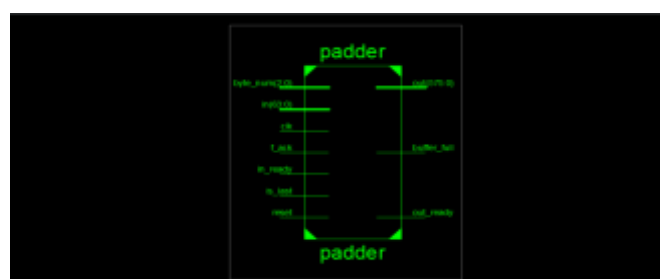 padder
byte_num(2:0)
out(575:0)
in(63:0)
clk
f_ack
buffer_full
in_ready
is_last
reset
out_ready
padder